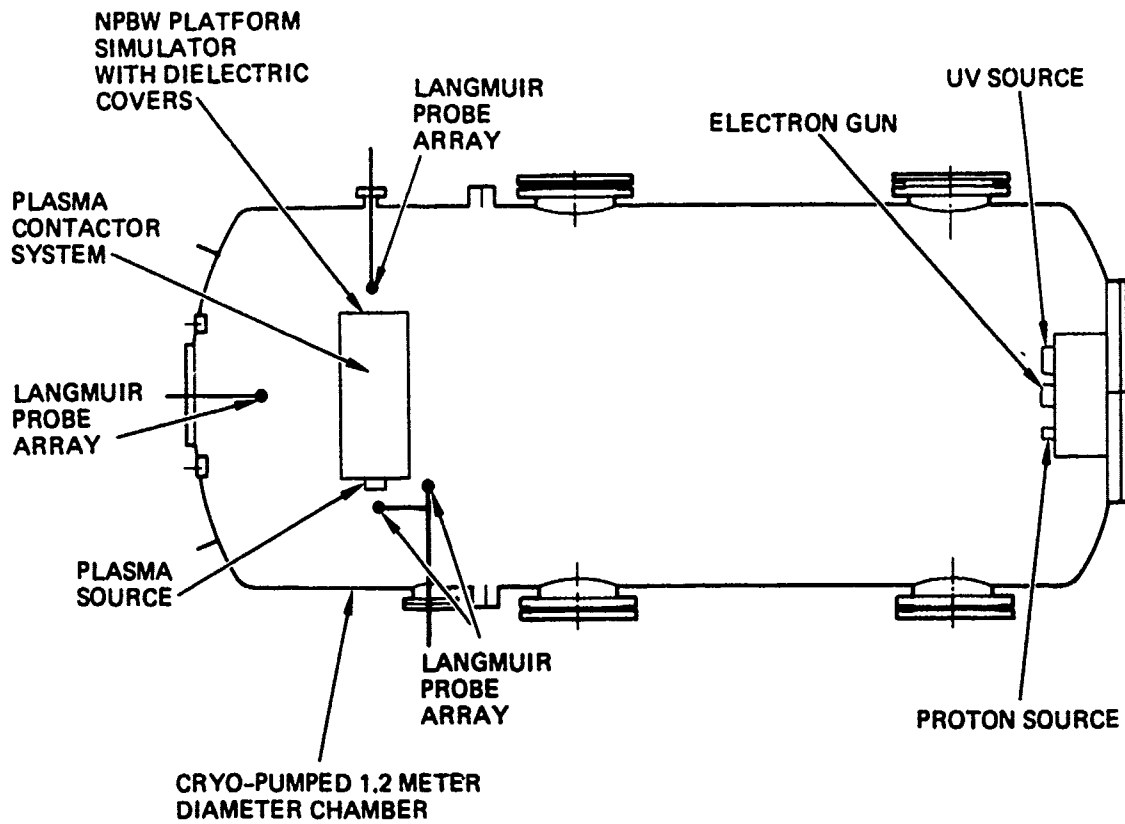 NPBW PLATFORM
SIMULATOR
WITH DIELECTRIC
COVERS
LANGMUIR
PROBE
ARRAY
UV SOURCE
ELECTRON GUN
PLASMA
CONTACTOR
SYSTEM
LANGMUIR
PROBE
ARRAY
PLASMA
SOURCE
LANGMUIR
PROBE
ARRAY
PROTON SOURCE
CRYO-PUMPED 1.2 METER
DIAMETER CHAMBER